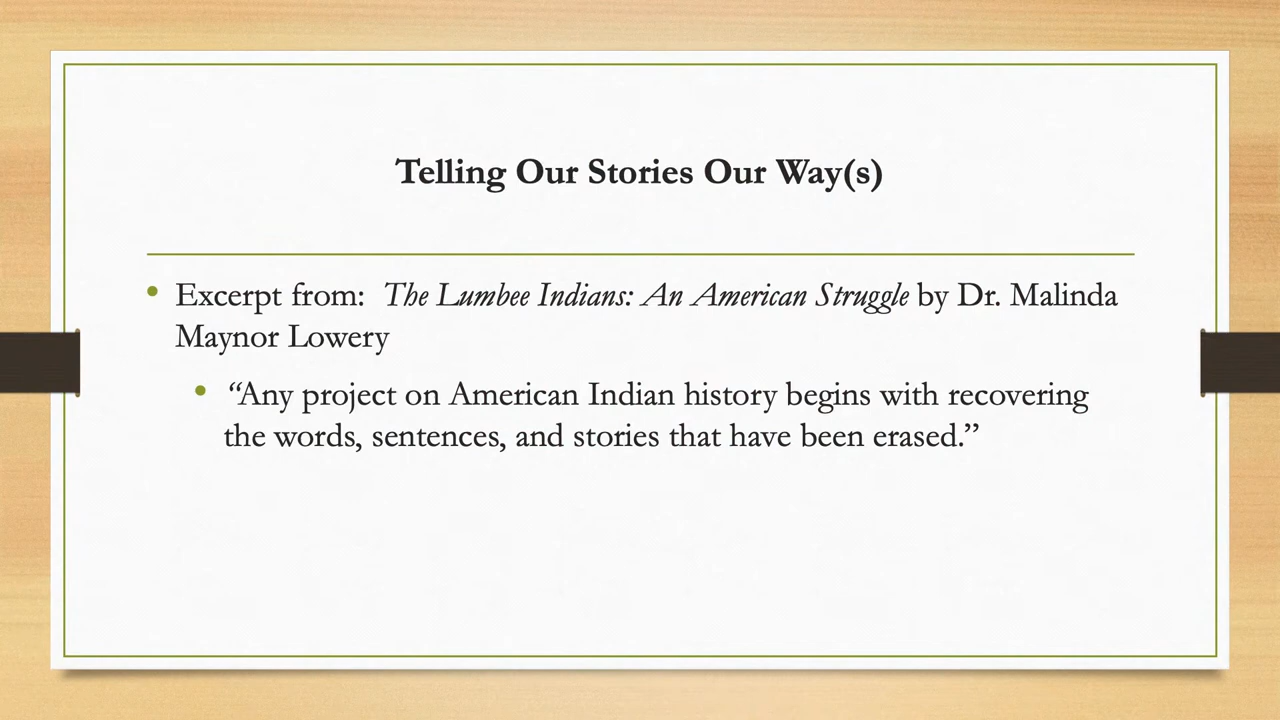 Telling Our Stories Our Way(s)
• Excerpt from:  The Lumbee Indians: An American Struggle by Dr. Malinda
Maynor Lowery
• “Any project on American Indian history begins with recovering
the words, sentences, and stories that have been erased.”